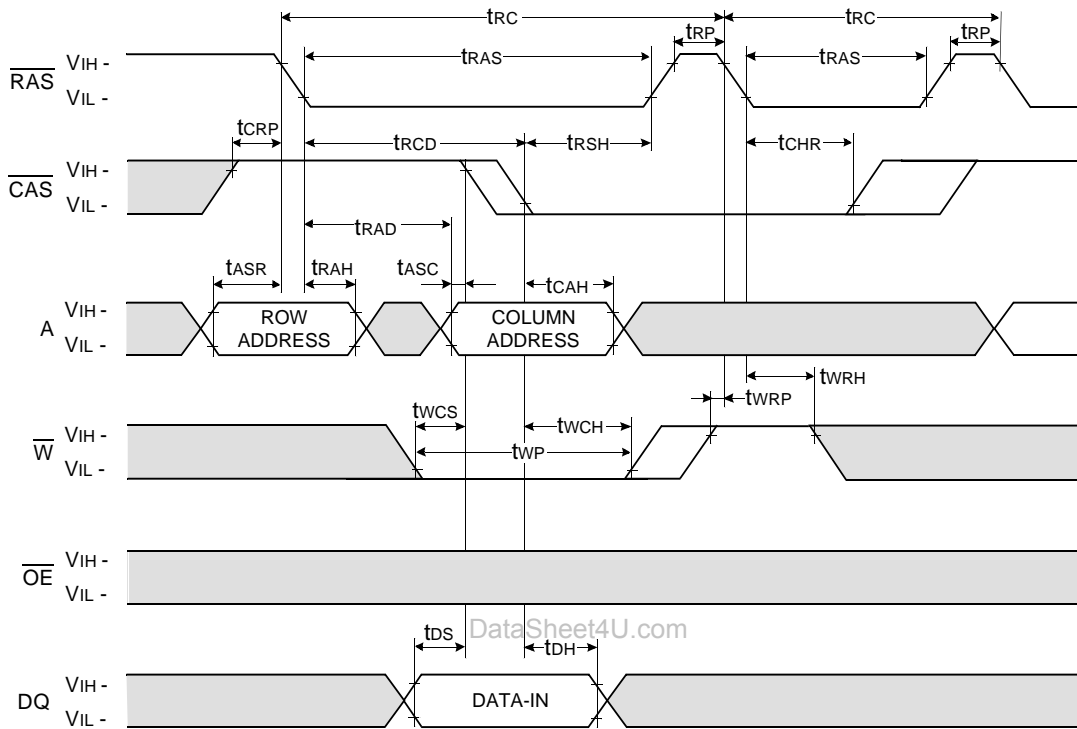 tRC tRC
tRP tRP
tRAS tRAS
RAS VIH -
VIL -
tCRP tRCD tRSH tCHR
CAS VIH -
VIL -
tRAD
tASR tRAH tASC tCAH
A VIH -
VIL -
ROW ADDRESS
COLUMN ADDRESS
tWRH
tWRP
tWCS tWCH
tWP
W VIH -
VIL -
OE VIH -
VIL -
DataSheet4U.com
tDS tDH
DQ VIH -
VIL -
DATA-IN